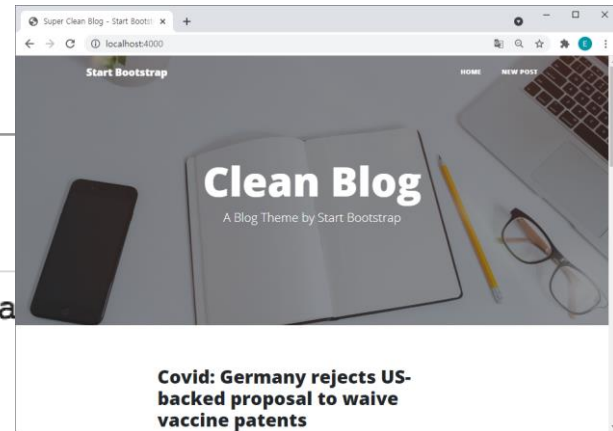 Super Clean Blog - Start Bootst
localhost:4000
E
Start Bootstrap
HOME NEW POST
Clean Blog
A Blog Theme by Start Bootstrap
a
Covid: Germany rejects US-
backed proposal to waive
vaccine patents